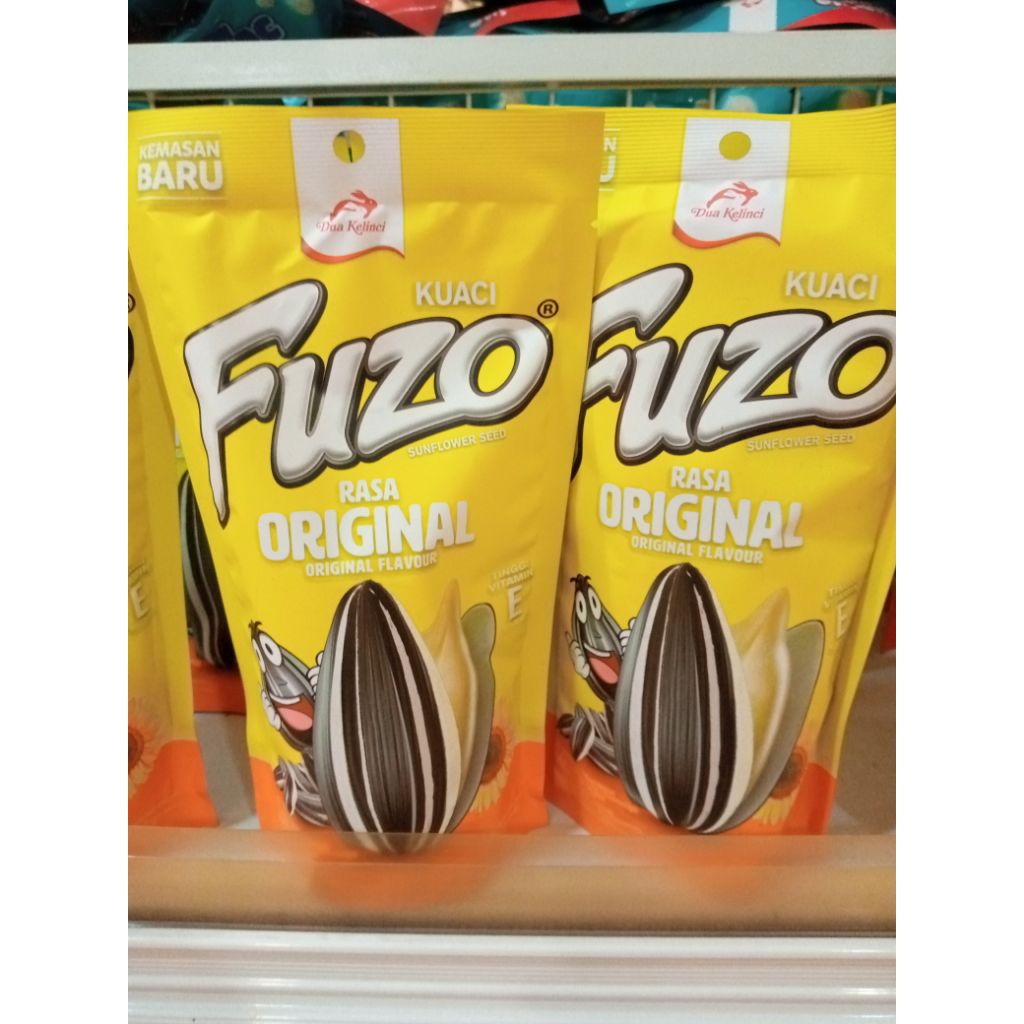 KEMASAN
BARU
Dua Kelinci
KUACI
FUZO®
SUNFLOWER SEED
RASA
ORIGINAL
ORIGINAL FLAVOUR
TINGGI
VITAMIN
E
Dua Kelinci
KUACI
FUZO
SUNFLOWER SEED
RASA
ORIGINAL
ORIGINAL FLAVOUR
E